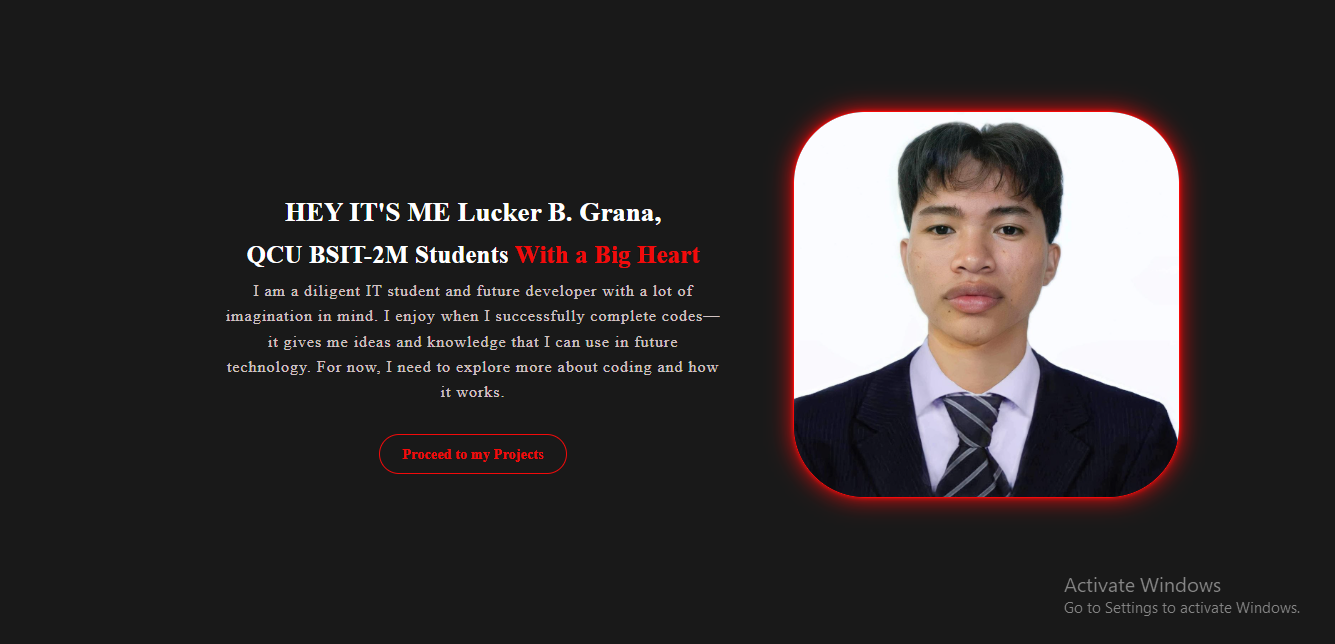 HEY IT'S ME Lucker B. Grana,
QCU BSIT-2M Students With a Big Heart
I am a diligent IT student and future developer with a lot of
imagination in mind. I enjoy when I successfully complete codes—
it gives me ideas and knowledge that I can use in future
technology. For now, I need to explore more about coding and how
it works.
Proceed to my Projects
Activate Windows
Go to Settings to activate Windows.